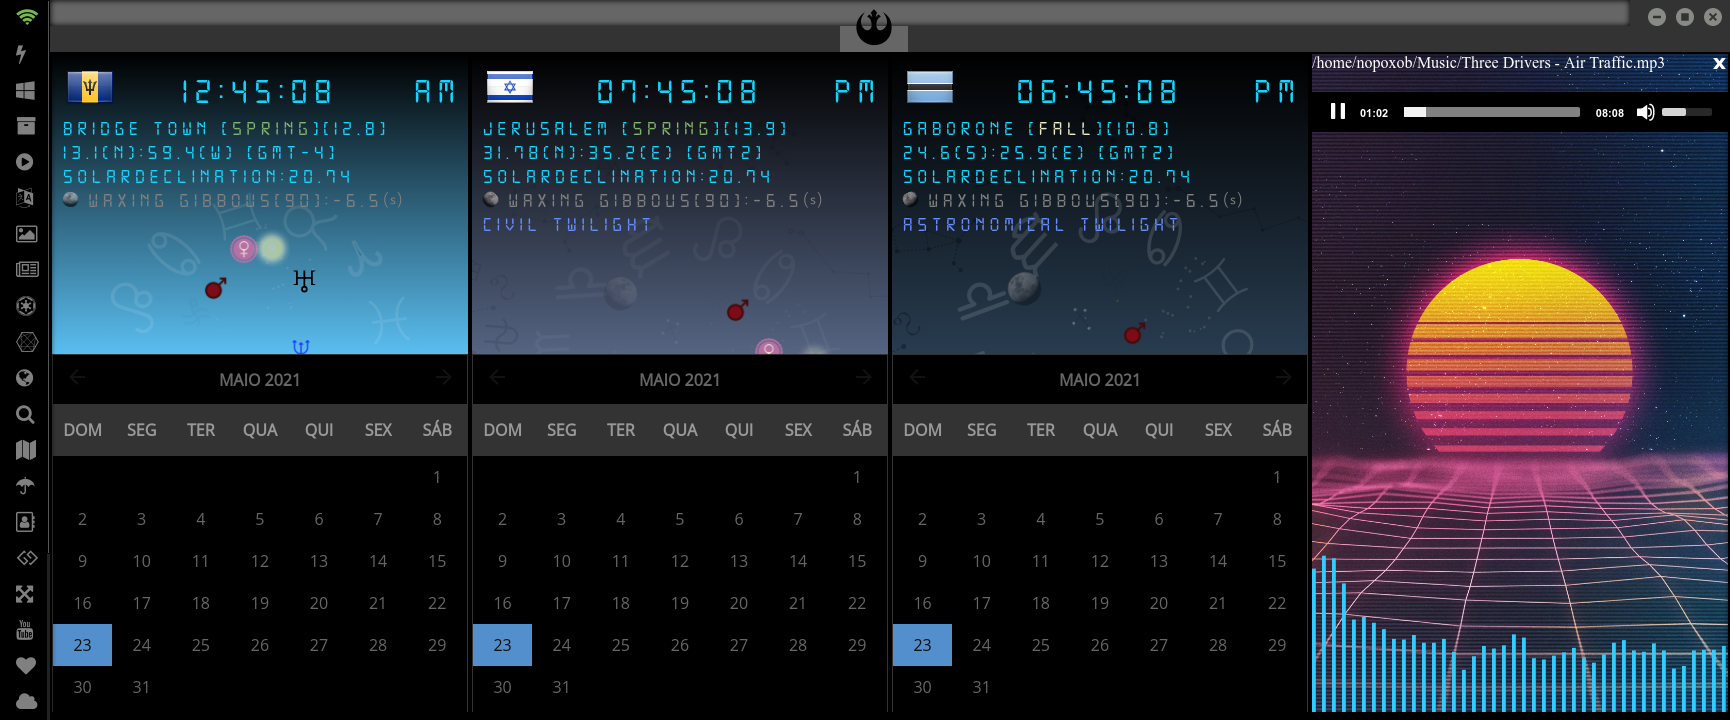 /home/nopoxob/Music/Three Drivers - Air Traffic.mp3 x
01:02 08:08
12:45:08 AM
BRIDGE TOWN [SPRING][12.8]
13.1(N):59.4(W) [GMT-4]
SOLARDECLINATION:20.74
WAXING GIBBOUS[90]:-6.5(s)
MAIO 2021
DOM SEG TER QUA QUI SEX SÁB
1
2 3 4 5 6 7 8
9 10 11 12 13 14 15
16 17 18 19 20 21 22
23 24 25 26 27 28 29
30 31
07:45:08 PM
JERUSALEM [SPRING][13.9]
31.78(N):35.2(E) [GMT2]
SOLARDECLINATION:20.74
WAXING GIBBOUS[90]:-6.5(s)
CIVIL TWILIGHT
MAIO 2021
DOM SEG TER QUA QUI SEX SÁB
1
2 3 4 5 6 7 8
9 10 11 12 13 14 15
16 17 18 19 20 21 22
23 24 25 26 27 28 29
30 31
06:45:08 PM
GABORONE [FALL][10.8]
24.6(S):25.9(E) [GMT2]
SOLARDECLINATION:20.74
WAXING GIBBOUS[90]:-6.5(s)
ASTRONOMICAL TWILIGHT
MAIO 2021
DOM SEG TER QUA QUI SEX SÁB
1
2 3 4 5 6 7 8
9 10 11 12 13 14 15
16 17 18 19 20 21 22
23 24 25 26 27 28 29
30 31
You
Tube